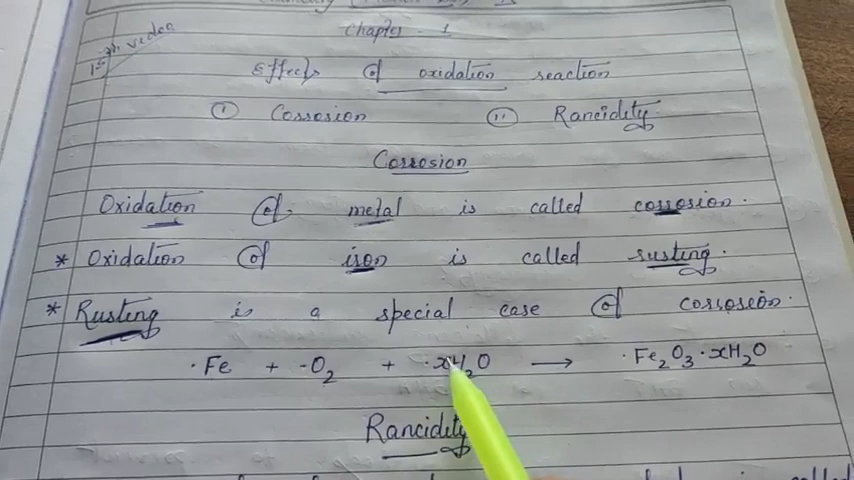 Chapter - 1
15th video
Effects of oxidation reaction
(i) Corrosion (ii) Rancidity
Corrosion
Oxidation of metal is called corrosion.
* Oxidation of iron is called rusting.
* Rusting is a special case of corrosion.
·Fe + ·O₂ + ·xH₂O → ·Fe₂O₃·xH₂O
Rancidity